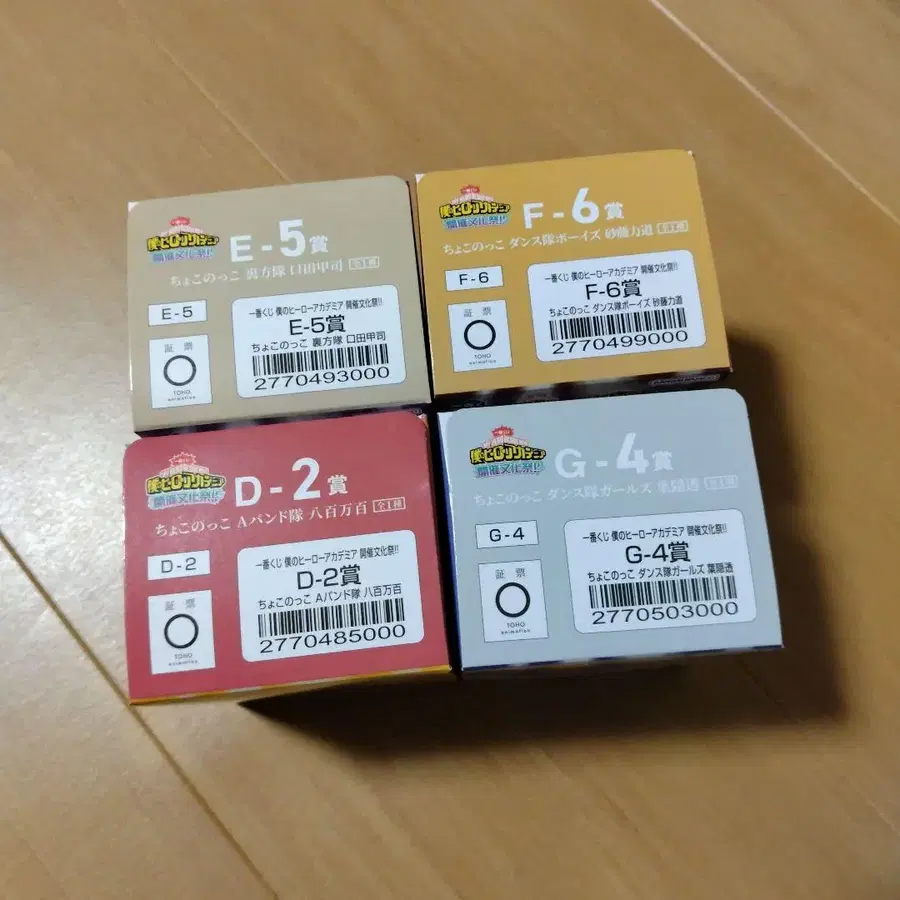 僕のヒーローアカデミア
開催文化祭!!
E-5賞
ちょこのっこ 裏方隊 口田甲司 全1種
E-5
証票
TOHO
animation
一番くじ 僕のヒーローアカデミア 開催文化祭!!
E-5賞
ちょこのっこ 裏方隊 口田甲司
2770493000
僕のヒーローアカデミア
開催文化祭!!
F-6賞
ちょこのっこ ダンス隊ボーイズ 砂藤力道 全1種
F-6
証票
TOHO
animation
一番くじ 僕のヒーローアカデミア 開催文化祭!!
F-6賞
ちょこのっこ ダンス隊ボーイズ 砂藤力道
2770499000
僕のヒーローアカデミア
開催文化祭!!
D-2賞
ちょこのっこ Aバンド隊 八百万百 全1種
D-2
証票
TOHO
animation
一番くじ 僕のヒーローアカデミア 開催文化祭!!
D-2賞
ちょこのっこ Aバンド隊 八百万百
2770485000
僕のヒーローアカデミア
開催文化祭!!
G-4賞
ちょこのっこ ダンス隊ガールズ 葉隠透 全1種
G-4
証票
TOHO
animation
一番くじ 僕のヒーローアカデミア 開催文化祭!!
G-4賞
ちょこのっこ ダンス隊ガールズ 葉隠透
2770503000